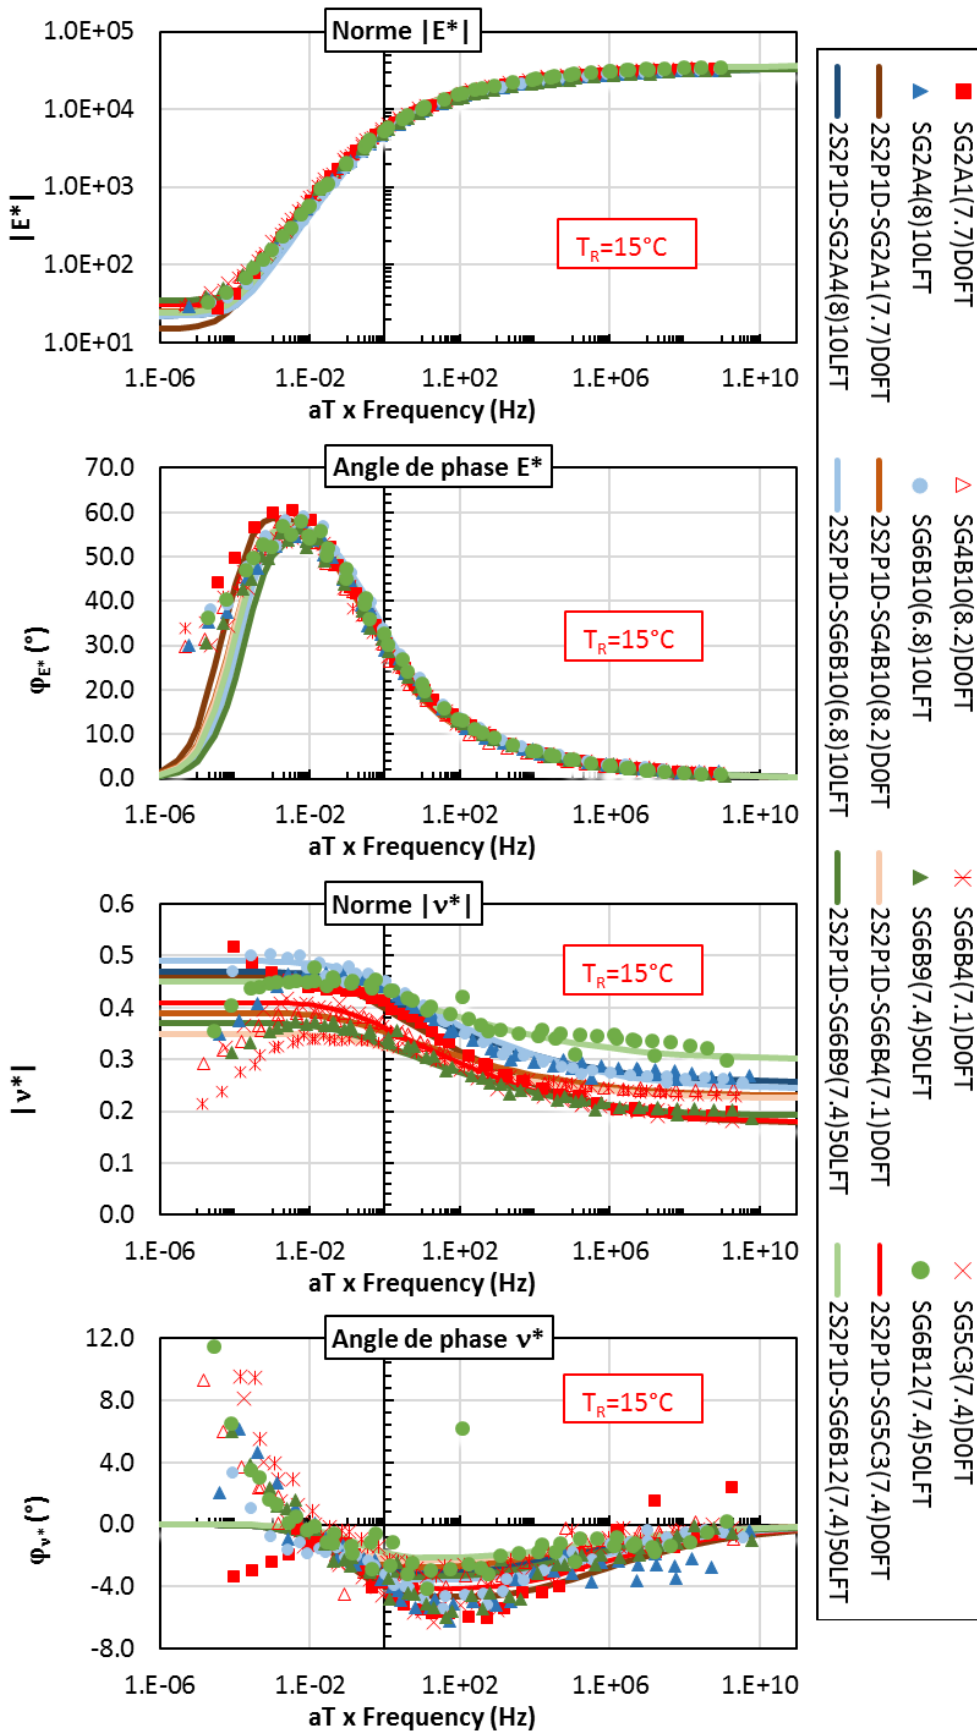 Norme |E*|
1.0E+05
1.0E+04
1.0E+03
1.0E+02
1.0E+01
|E*|
T_R=15°C
1.E-06 1.E-02 1.E+02 1.E+06 1.E+10
aT x Frequency (Hz)
Angle de phase E*
70.0
60.0
50.0
40.0
30.0
20.0
10.0
0.0
φE* (°)
T_R=15°C
1.E-06 1.E-02 1.E+02 1.E+06 1.E+10
aT x Frequency (Hz)
Norme |ν*|
0.6
0.5
0.4
0.3
0.2
0.1
0.0
|ν*|
T_R=15°C
1.E-06 1.E-02 1.E+02 1.E+06 1.E+10
aT x Frequency (Hz)
Angle de phase ν*
12.0
8.0
4.0
0.0
-4.0
-8.0
φν* (°)
T_R=15°C
1.E-06 1.E-02 1.E+02 1.E+06 1.E+10
aT x Frequency (Hz)
SG2A1(7.7)D0FT SG4B10(8.2)D0FT SG6B4(7.1)D0FT SG5C3(7.4)D0FT
SG2A4(8)10LFT SG6B10(6.8)10LFT SG6B9(7.4)50LFT SG6B12(7.4)50LFT
2S2P1D-SG2A1(7.7)D0FT 2S2P1D-SG4B10(8.2)D0FT 2S2P1D-SG6B4(7.1)D0FT 2S2P1D-SG5C3(7.4)D0FT
2S2P1D-SG2A4(8)10LFT 2S2P1D-SG6B10(6.8)10LFT 2S2P1D-SG6B9(7.4)50LFT 2S2P1D-SG6B12(7.4)50LFT